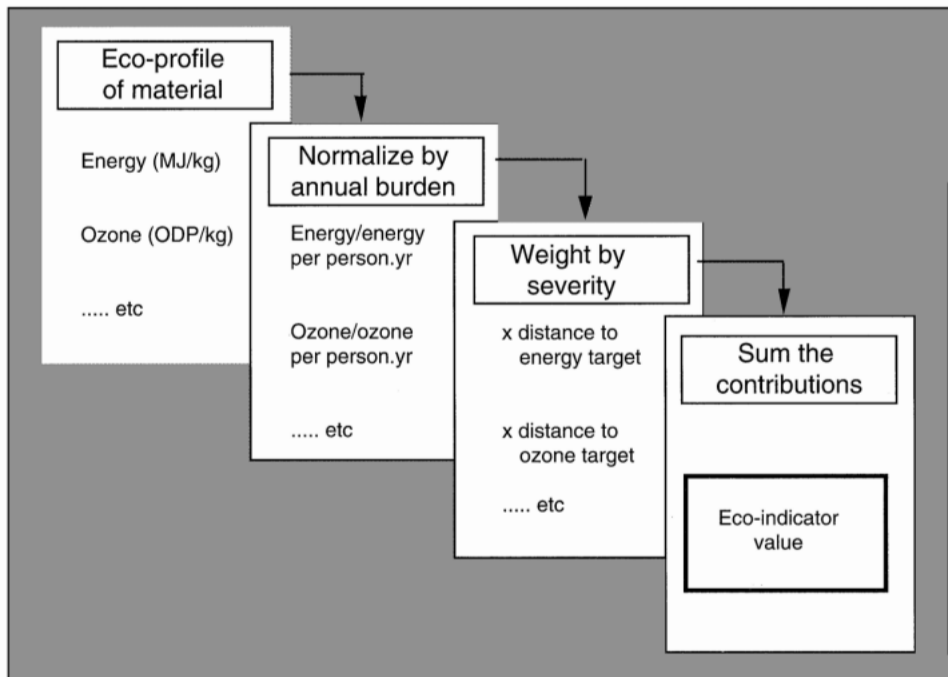 Eco-profile
of material
Energy (MJ/kg)
Ozone (ODP/kg)
..... etc
Normalize by
annual burden
Energy/energy
per person.yr
Ozone/ozone
per person.yr
..... etc
Weight by
severity
x distance to
energy target
x distance to
ozone target
..... etc
Sum the
contributions
Eco-indicator
value